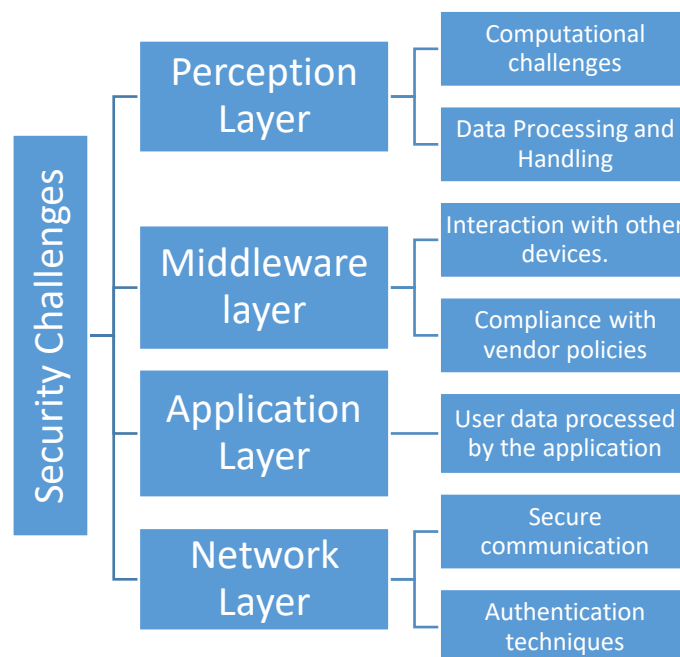 Security Challenges
Perception
Layer
Computational
challenges
Data Processing and
Handling
Middleware
layer
Interaction with other
devices.
Compliance with
vendor policies
Application
Layer
User data processed
by the application
Network
Layer
Secure
communication
Authentication
techniques